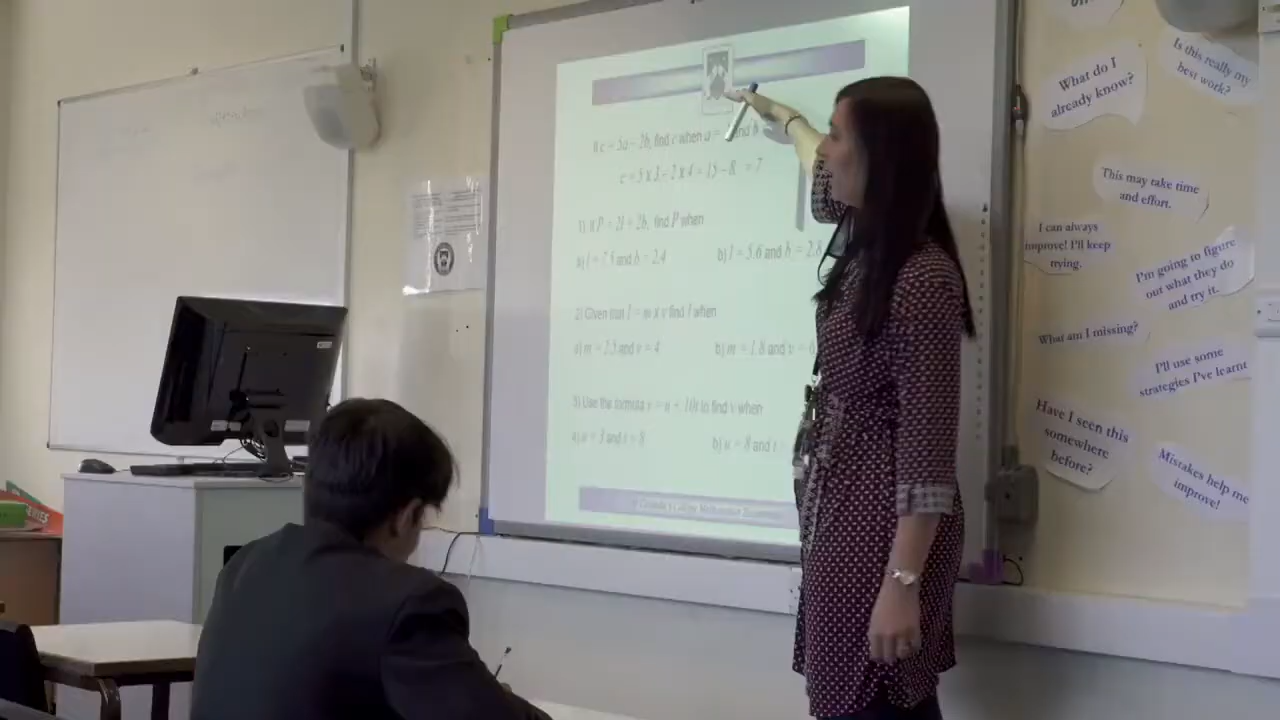 If c = 5a - 2b, find c when a = and b
c = 5 x 3 - 2 x 4 = 15 - 8 = 7
1) If P = 2l + 2b, find P when
a) l = 7.5 and b = 2.4
b) l = 5.6 and b = 2.8
2) Given that I = m x v find I when
a) m = 2.5 and v = 4
b) m = 1.8 and v = 6
3) Use the formula v = u + 10t to find v when
a) u = 3 and t = 8
b) u = 8 and t =
What do I
already know?
Is this really my
best work?
This may take time
and effort.
I can always
improve! I'll keep
trying.
I'm going to figure
out what they do
and try it.
What am I missing?
I'll use some
strategies I've learnt
Have I seen this
somewhere
before?
Mistakes help me
improve!